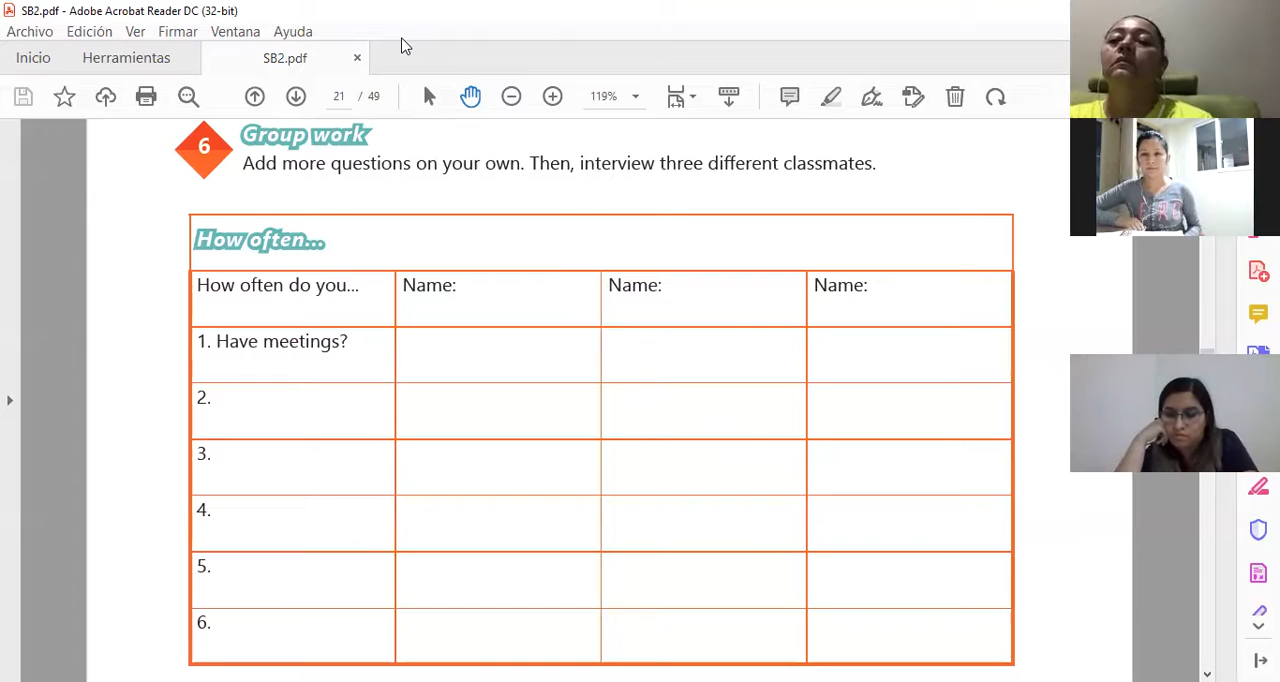 SB2.pdf - Adobe Acrobat Reader DC (32-bit)
Archivo Edición Ver Firmar Ventana Ayuda
Inicio Herramientas SB2.pdf ×
21 / 49 119%
6 Group work
Add more questions on your own. Then, interview three different classmates.
How often...
How often do you... Name: Name: Name:
1. Have meetings?
2.
3.
4.
5.
6.